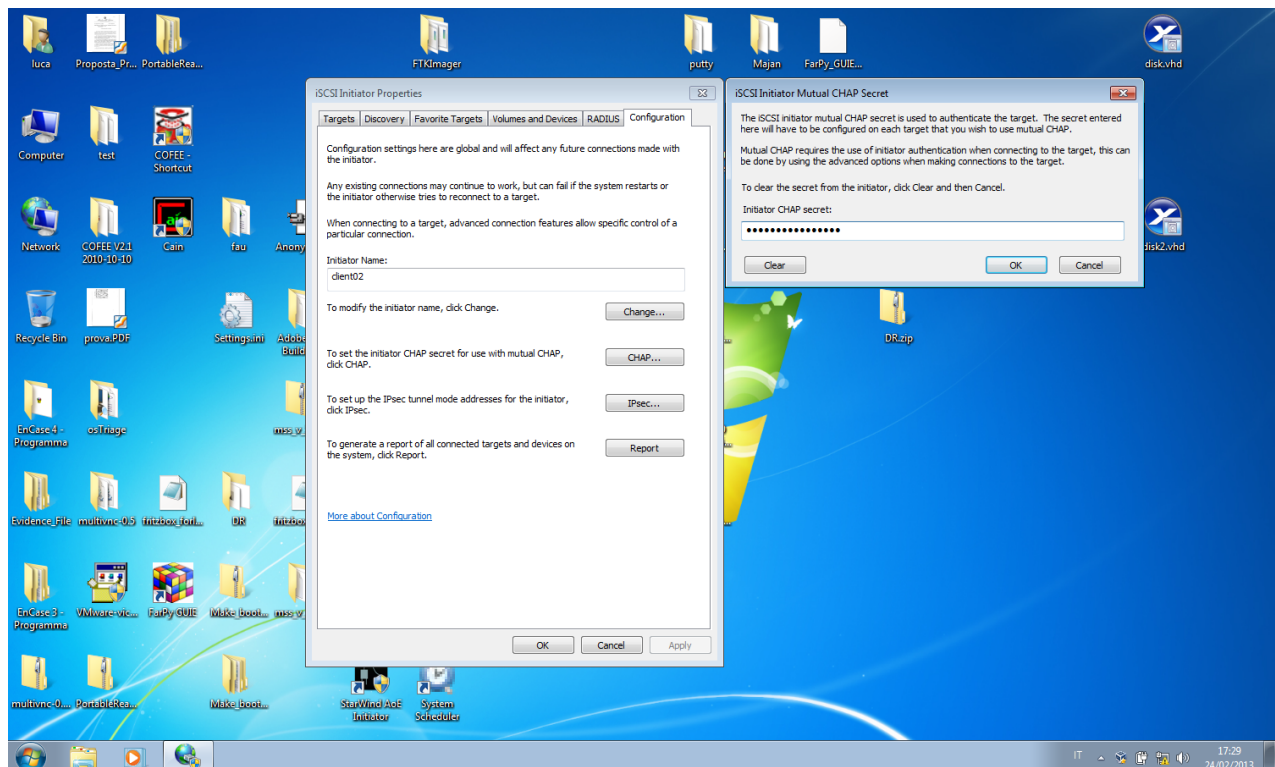 luca
Proposta_Pr...
PortableRea...
FTKImager
putty
Majan
FarPy_GUIE...
disk.vhd
iSCSI Initiator Properties
Targets
Discovery
Favorite Targets
Volumes and Devices
RADIUS
Configuration
Configuration settings here are global and will affect any future connections made with
the initiator.
Any existing connections may continue to work, but can fail if the system restarts or
the initiator otherwise tries to reconnect to a target.
When connecting to a target, advanced connection features allow specific control of a
particular connection.
Initiator Name:
client02
To modify the initiator name, click Change.
Change...
To set the initiator CHAP secret for use with mutual CHAP,
click CHAP.
CHAP...
To set up the IPsec tunnel mode addresses for the initiator,
click IPsec.
IPsec...
To generate a report of all connected targets and devices on
the system, click Report.
Report
More about Configuration
OK
Cancel
Apply
iSCSI Initiator Mutual CHAP Secret
The iSCSI initiator mutual CHAP secret is used to authenticate the target. The secret entered
here will have to be configured on each target that you wish to use mutual CHAP.
Mutual CHAP requires the use of initiator authentication when connecting to the target, this can
be done by using the advanced options when making connections to the target.
To clear the secret from the initiator, click Clear and then Cancel.
Initiator CHAP secret:
••••••••••••••••
Clear
OK
Cancel
Computer
test
COFEE -
Shortcut
Network
COFEE V2.1
2010-10-10
Cain
fau
Anony
disk2.vhd
Recycle Bin
prova.PDF
Settings.ini
Adobe
Build
DR.zip
EnCase 4 -
Programma
osTriage
mss_v
Evidence_File
multivnc-0.5
fritzbox_forl...
DR
fritzbox
EnCase 3 -
Programma
VMware-vic...
FarPy GUIE
Make_boot...
mss_v
multivnc-0....
PortableRea...
Make_boot...
StarWind AoE
Initiator
System
Scheduler
IT
17:29
24/02/2013